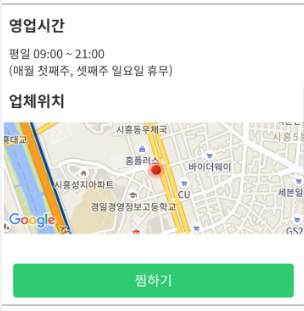 영업시간
평일 09:00 ~ 21:00
(매월 첫째주, 셋째주 일요일 휴무)
업체위치
시흥동우체국
홈플러스
바이더웨이
시흥성지아파트
CU
세븐일
경일경영정보고등학교
Google
GS2
찜하기